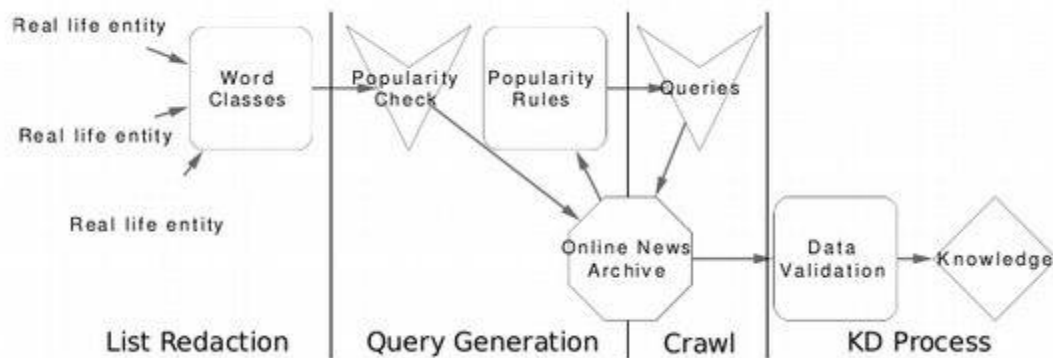 Real life entity
Real life entity
Real life entity
Word
Classes
Popularity
Check
Popularity
Rules
Queries
Online News
Archive
Data
Validation
Knowledge
List Redaction
Query Generation
Crawl
KD Process